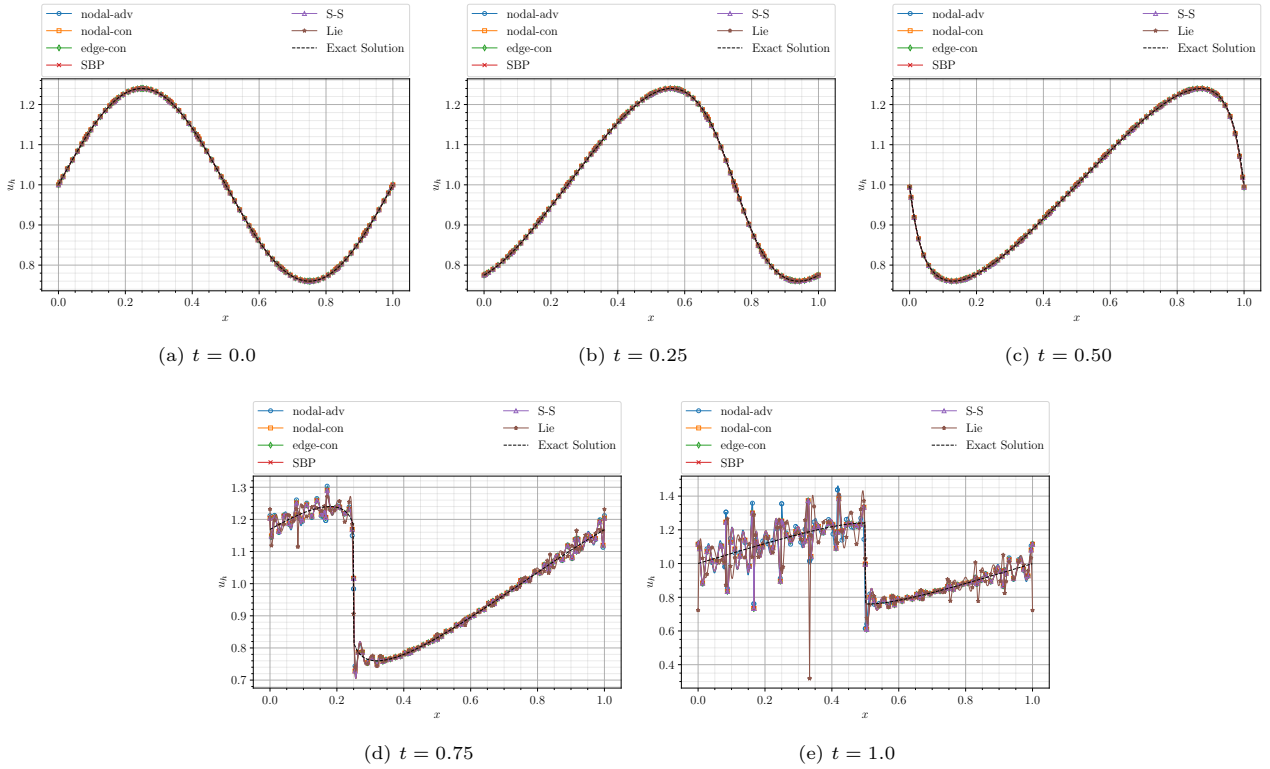 nodal-adv
nodal-con
edge-con
SBP
S-S
Lie
Exact Solution
1.2
1.1
1.0
0.9
0.8
u_h
0.0 0.2 0.4 0.6 0.8 1.0
x
(a) t = 0.0
nodal-adv
nodal-con
edge-con
SBP
S-S
Lie
Exact Solution
1.2
1.1
1.0
0.9
0.8
u_h
0.0 0.2 0.4 0.6 0.8 1.0
x
(b) t = 0.25
nodal-adv
nodal-con
edge-con
SBP
S-S
Lie
Exact Solution
1.2
1.1
1.0
0.9
0.8
u_h
0.0 0.2 0.4 0.6 0.8 1.0
x
(c) t = 0.50
nodal-adv
nodal-con
edge-con
SBP
S-S
Lie
Exact Solution
1.3
1.2
1.1
1.0
0.9
0.8
0.7
u_h
0.0 0.2 0.4 0.6 0.8 1.0
x
(d) t = 0.75
nodal-adv
nodal-con
edge-con
SBP
S-S
Lie
Exact Solution
1.4
1.2
1.0
0.8
0.6
0.4
u_h
0.0 0.2 0.4 0.6 0.8 1.0
x
(e) t = 1.0